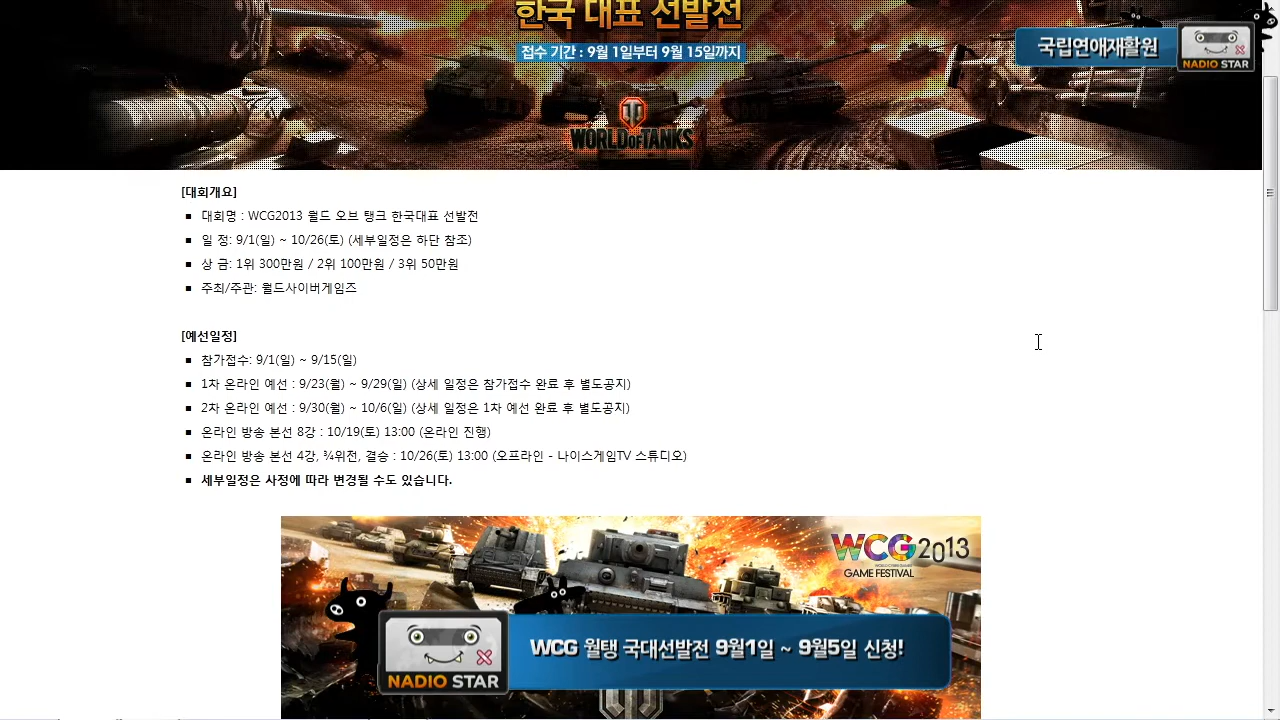 한국 대표 선발전
접수 기간 : 9월 1일부터 9월 15일까지
국립연애재활원
NADIO STAR
WORLD OF TANKS
[대회개요]
대회명 : WCG2013 월드 오브 탱크 한국대표 선발전
일 정: 9/1(일) ~ 10/26(토) (세부일정은 하단 참조)
상 금: 1위 300만원 / 2위 100만원 / 3위 50만원
주최/주관: 월드사이버게임즈
[예선일정]
참가접수: 9/1(일) ~ 9/15(일)
1차 온라인 예선 : 9/23(월) ~ 9/29(일) (상세 일정은 참가접수 완료 후 별도공지)
2차 온라인 예선 : 9/30(월) ~ 10/6(일) (상세 일정은 1차 예선 완료 후 별도공지)
온라인 방송 본선 8강 : 10/19(토) 13:00 (온라인 진행)
온라인 방송 본선 4강, ¾위전, 결승 : 10/26(토) 13:00 (오프라인 - 나이스게임TV 스튜디오)
세부일정은 사정에 따라 변경될 수도 있습니다.
WCG 2013
GAME FESTIVAL
WCG 월탱 국대선발전 9월1일 ~ 9월5일 신청!
NADIO STAR